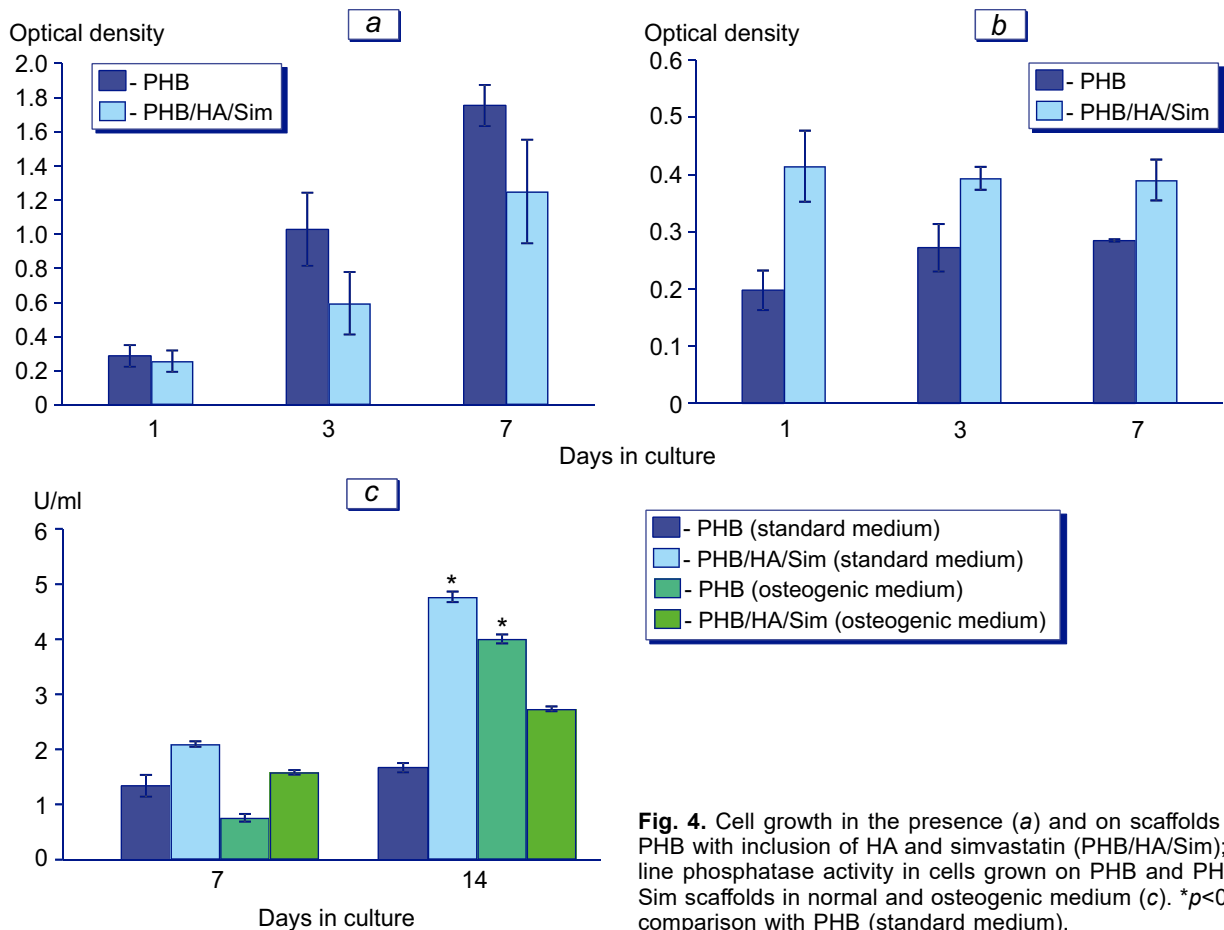 a
Optical density
2.0
1.8
1.6
1.4
1.2
1.0
0.8
0.6
0.4
0.2
0
- PHB
- PHB/HA/Sim
1 3 7
b
Optical density
0.6
0.5
0.4
0.3
0.2
0.1
0
- PHB
- PHB/HA/Sim
1 3 7
Days in culture
c
U/ml
6
5
4
3
2
1
0
* *
7 14
Days in culture
- PHB (standard medium)
- PHB/HA/Sim (standard medium)
- PHB (osteogenic medium)
- PHB/HA/Sim (osteogenic medium)
Fig. 4. Cell growth in the presence (a) and on scaffolds
PHB with inclusion of HA and simvastatin (PHB/HA/Sim);
line phosphatase activity in cells grown on PHB and PH
Sim scaffolds in normal and osteogenic medium (c). *p<0
comparison with PHB (standard medium).